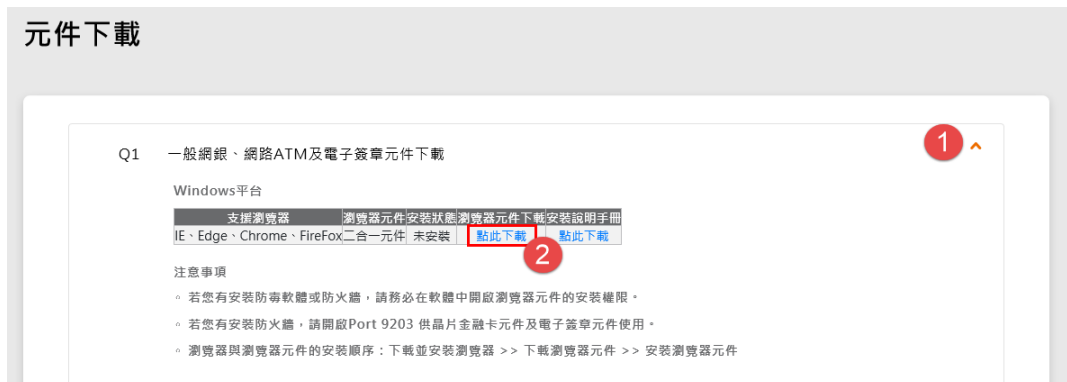 元件下載
1
Q1 一般網銀、網路ATM及電子簽章元件下載
Windows平台
支援瀏覽器 瀏覽器元件 安裝狀態 瀏覽器元件下載 安裝說明手冊
IE、Edge、Chrome、FireFox 二合一元件 未安裝 點此下載 點此下載
2
注意事項
。若您有安裝防毒軟體或防火牆，請務必在軟體中開啟瀏覽器元件的安裝權限。
。若您有安裝防火牆，請開啟Port 9203 供晶片金融卡元件及電子簽章元件使用。
。瀏覽器與瀏覽器元件的安裝順序：下載並安裝瀏覽器 >> 下載瀏覽器元件 >> 安裝瀏覽器元件